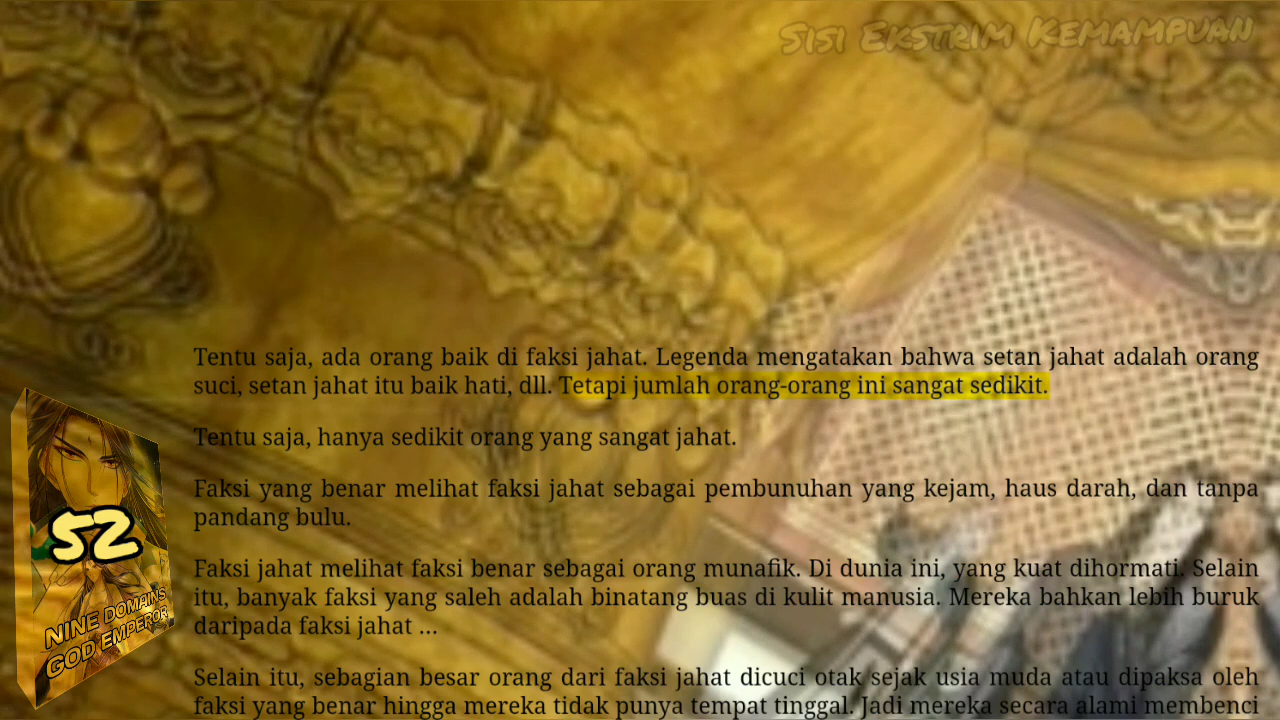 Sisi Ekstrim Kemampuan
Tentu saja, ada orang baik di faksi jahat. Legenda mengatakan bahwa setan jahat adalah orang
suci, setan jahat itu baik hati, dll. Tetapi jumlah orang-orang ini sangat sedikit.
Tentu saja, hanya sedikit orang yang sangat jahat.
Faksi yang benar melihat faksi jahat sebagai pembunuhan yang kejam, haus darah, dan tanpa
pandang bulu.
Faksi jahat melihat faksi benar sebagai orang munafik. Di dunia ini, yang kuat dihormati. Selain
itu, banyak faksi yang saleh adalah binatang buas di kulit manusia. Mereka bahkan lebih buruk
daripada faksi jahat ...
Selain itu, sebagian besar orang dari faksi jahat dicuci otak sejak usia muda atau dipaksa oleh
faksi yang benar hingga mereka tidak punya tempat tinggal. Jadi mereka secara alami membenci
52
NINE DOMAINS
GOD EMPEROR